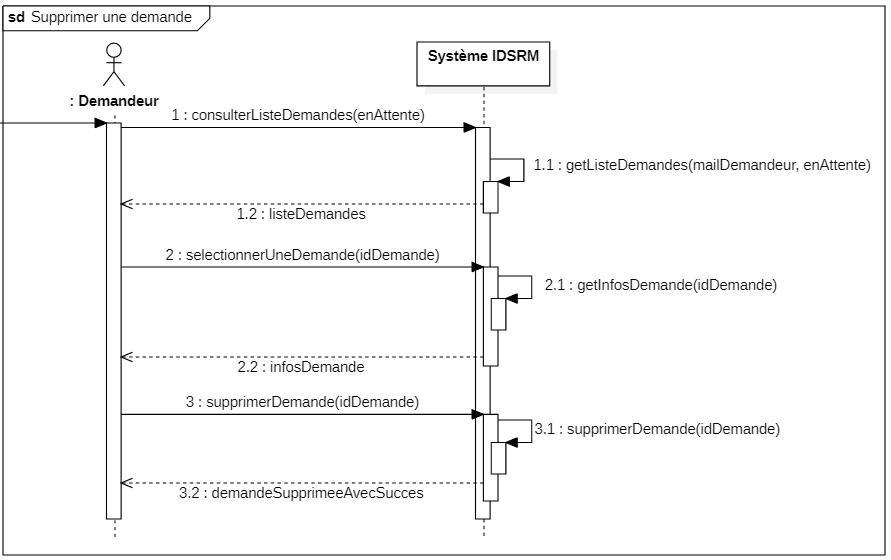 sd Supprimer une demande
Système IDSRM
: Demandeur
1 : consulterListeDemandes(enAttente)
1.1 : getListeDemandes(mailDemandeur, enAttente)
1.2 : listeDemandes
2 : selectionnerUneDemande(idDemande)
2.1 : getInfosDemande(idDemande)
2.2 : infosDemande
3 : supprimerDemande(idDemande)
3.1 : supprimerDemande(idDemande)
3.2 : demandeSupprimeeAvecSucces